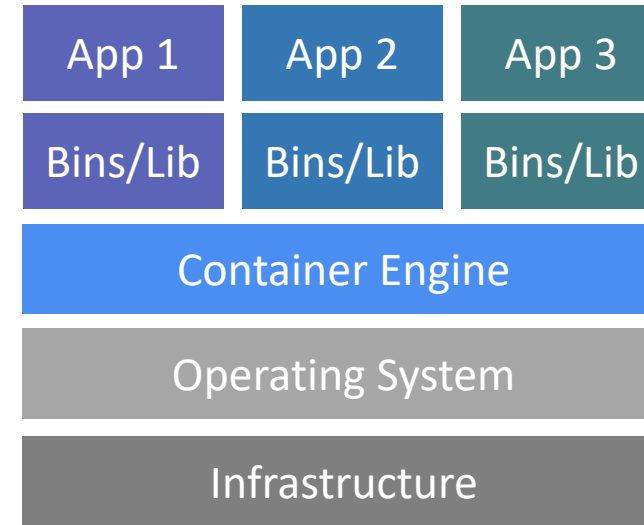 App 1 App 2 App 3
Bins/Lib Bins/Lib Bins/Lib
Container Engine
Operating System
Infrastructure